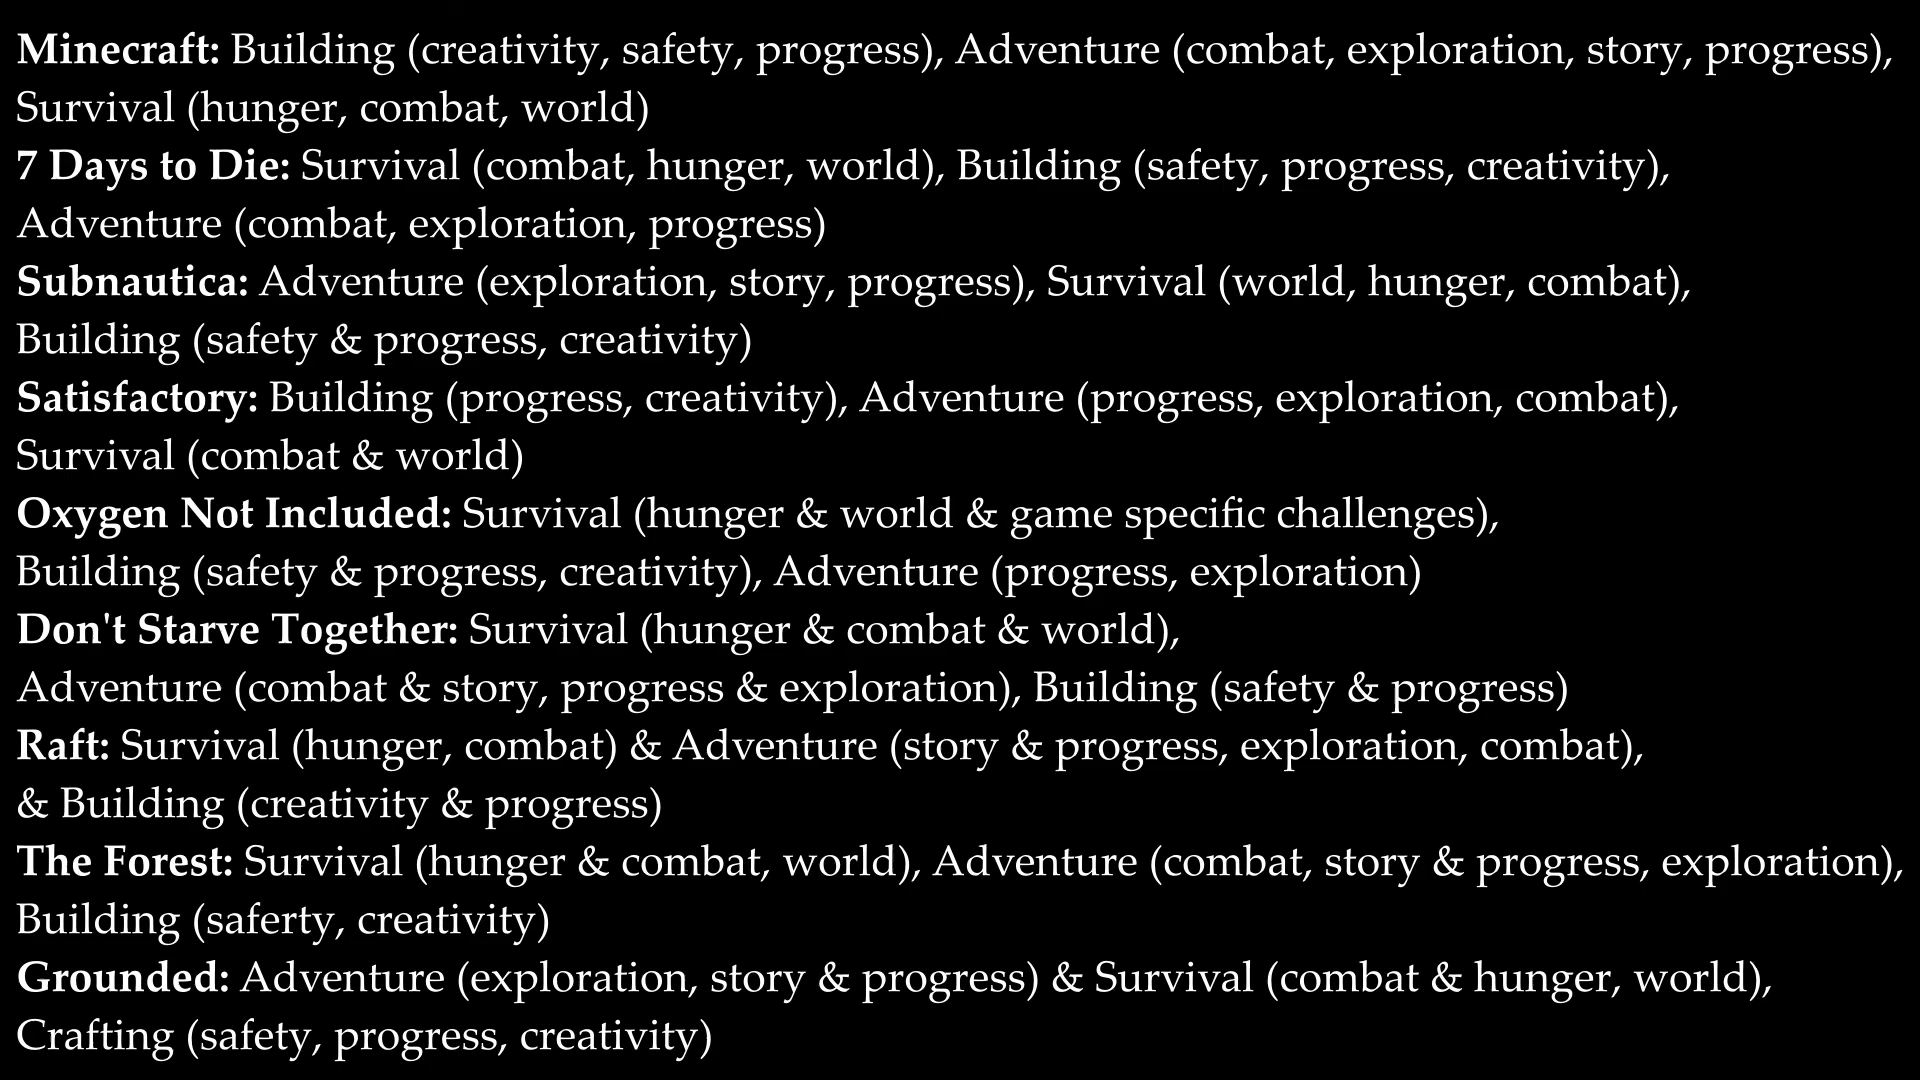 Minecraft: Building (creativity, safety, progress), Adventure (combat, exploration, story, progress),
Survival (hunger, combat, world)
7 Days to Die: Survival (combat, hunger, world), Building (safety, progress, creativity),
Adventure (combat, exploration, progress)
Subnautica: Adventure (exploration, story, progress), Survival (world, hunger, combat),
Building (safety & progress, creativity)
Satisfactory: Building (progress, creativity), Adventure (progress, exploration, combat),
Survival (combat & world)
Oxygen Not Included: Survival (hunger & world & game specific challenges),
Building (safety & progress, creativity), Adventure (progress, exploration)
Don't Starve Together: Survival (hunger & combat & world),
Adventure (combat & story, progress & exploration), Building (safety & progress)
Raft: Survival (hunger, combat) & Adventure (story & progress, exploration, combat),
& Building (creativity & progress)
The Forest: Survival (hunger & combat, world), Adventure (combat, story & progress, exploration),
Building (saferty, creativity)
Grounded: Adventure (exploration, story & progress) & Survival (combat & hunger, world),
Crafting (safety, progress, creativity)